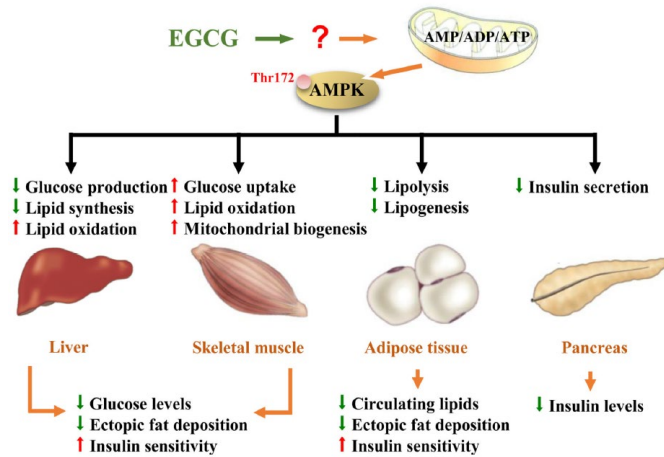 EGCG → ? → AMP/ADP/ATP
Thr172
AMPK
↓ Glucose production
↓ Lipid synthesis
↑ Lipid oxidation
↑ Glucose uptake
↑ Lipid oxidation
↑ Mitochondrial biogenesis
↓ Lipolysis
↓ Lipogenesis
↓ Insulin secretion
Liver
Skeletal muscle
Adipose tissue
Pancreas
↓ Glucose levels
↓ Ectopic fat deposition
↑ Insulin sensitivity
↓ Circulating lipids
↓ Ectopic fat deposition
↑ Insulin sensitivity
↓ Insulin levels